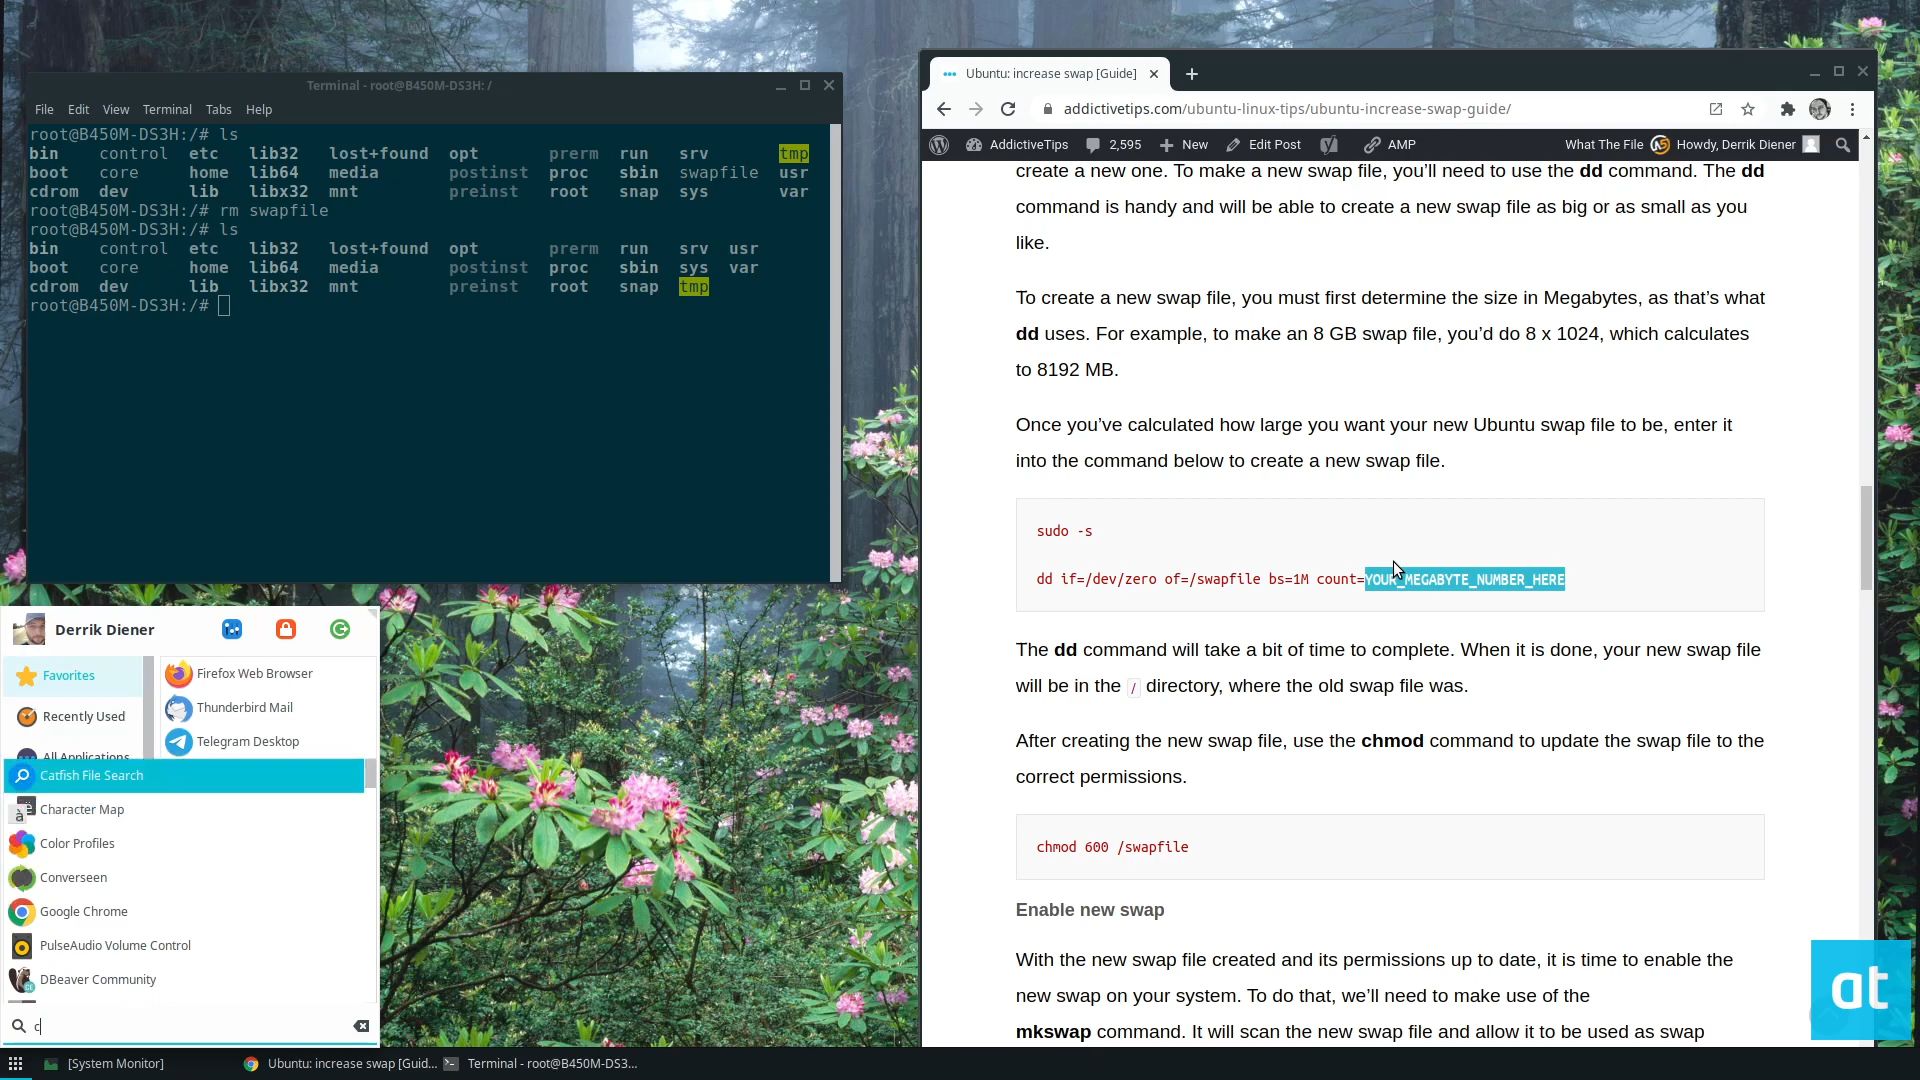 Terminal - root@B450M-DS3H: /
File Edit View Terminal Tabs Help
root@B450M-DS3H:/# ls
bin control etc lib32 lost+found opt prerm run srv tmp
boot core home lib64 media postinst proc sbin swapfile usr
cdrom dev lib libx32 mnt preinst root snap sys var
root@B450M-DS3H:/# rm swapfile
root@B450M-DS3H:/# ls
bin control etc lib32 lost+found opt prerm run srv usr
boot core home lib64 media postinst proc sbin sys var
cdrom dev lib libx32 mnt preinst root snap tmp
root@B450M-DS3H:/#
Derrik Diener
Favorites
Recently Used
All Applications
Firefox Web Browser
Thunderbird Mail
Telegram Desktop
Catfish File Search
Character Map
Color Profiles
Converseen
Google Chrome
PulseAudio Volume Control
DBeaver Community
c
Ubuntu: increase swap [Guide]
addictivetips.com/ubuntu-linux-tips/ubuntu-increase-swap-guide/
AddictiveTips 2,595 New Edit Post AMP What The File Howdy, Derrik Diener
create a new one. To make a new swap file, you’ll need to use the dd command. The dd
command is handy and will be able to create a new swap file as big or as small as you
like.
To create a new swap file, you must first determine the size in Megabytes, as that’s what
dd uses. For example, to make an 8 GB swap file, you’d do 8 x 1024, which calculates
to 8192 MB.
Once you’ve calculated how large you want your new Ubuntu swap file to be, enter it
into the command below to create a new swap file.
sudo -s
dd if=/dev/zero of=/swapfile bs=1M count=YOUR_MEGABYTE_NUMBER_HERE
The dd command will take a bit of time to complete. When it is done, your new swap file
will be in the / directory, where the old swap file was.
After creating the new swap file, use the chmod command to update the swap file to the
correct permissions.
chmod 600 /swapfile
Enable new swap
With the new swap file created and its permissions up to date, it is time to enable the
new swap on your system. To do that, we’ll need to make use of the
mkswap command. It will scan the new swap file and allow it to be used as swap
at
[System Monitor] Ubuntu: increase swap [Guid... Terminal - root@B450M-DS3...